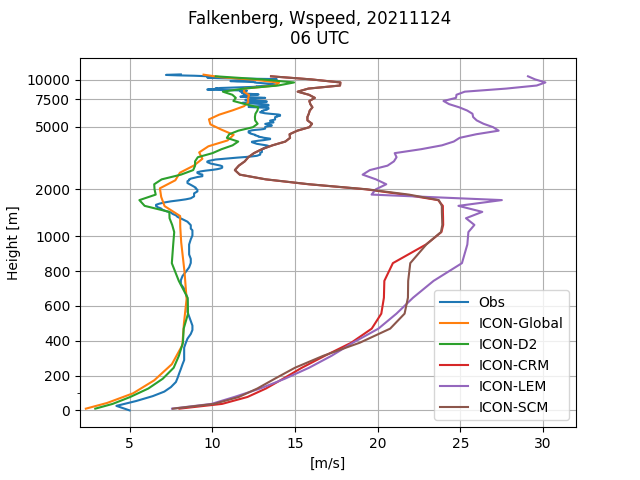 Falkenberg, Wspeed, 20211124
06 UTC
Height [m]
10000
7500
5000
2000
1000
800
600
400
200
0
5
10
15
20
25
30
[m/s]
Obs
ICON-Global
ICON-D2
ICON-CRM
ICON-LEM
ICON-SCM